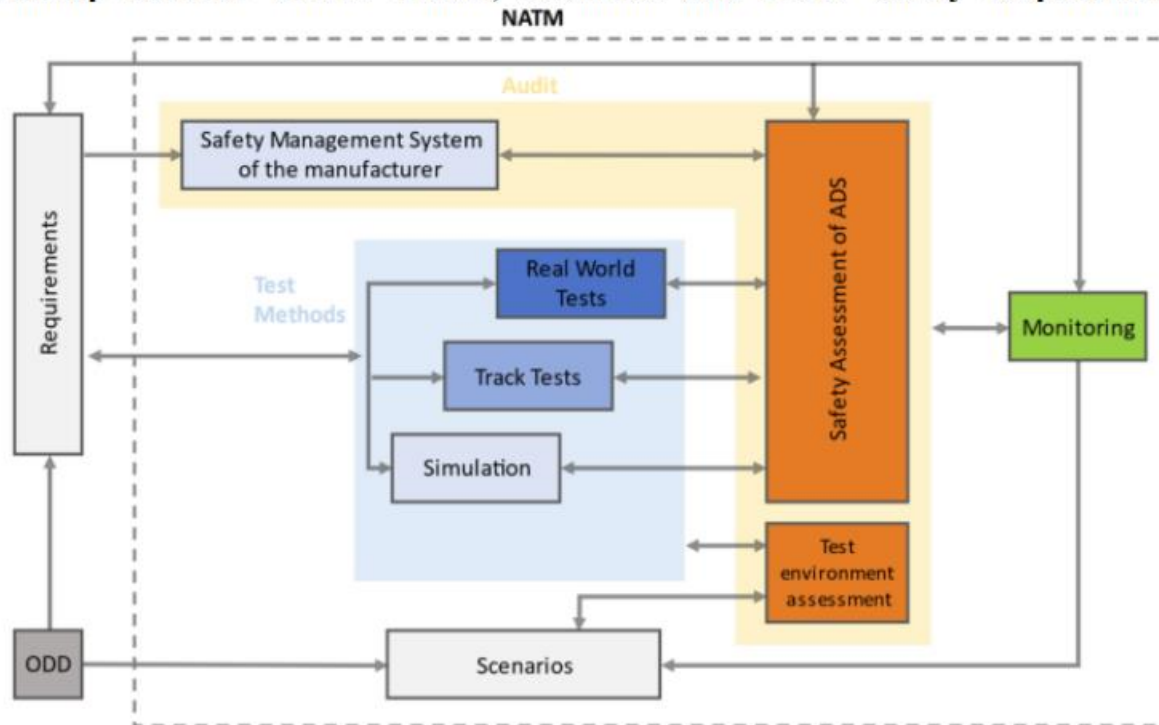 NATM
Audit
Safety Management System
of the manufacturer
Requirements
Safety Assessment of ADS
Real World
Tests
Test
Methods
Monitoring
Track Tests
Simulation
Test
environment
assessment
ODD
Scenarios